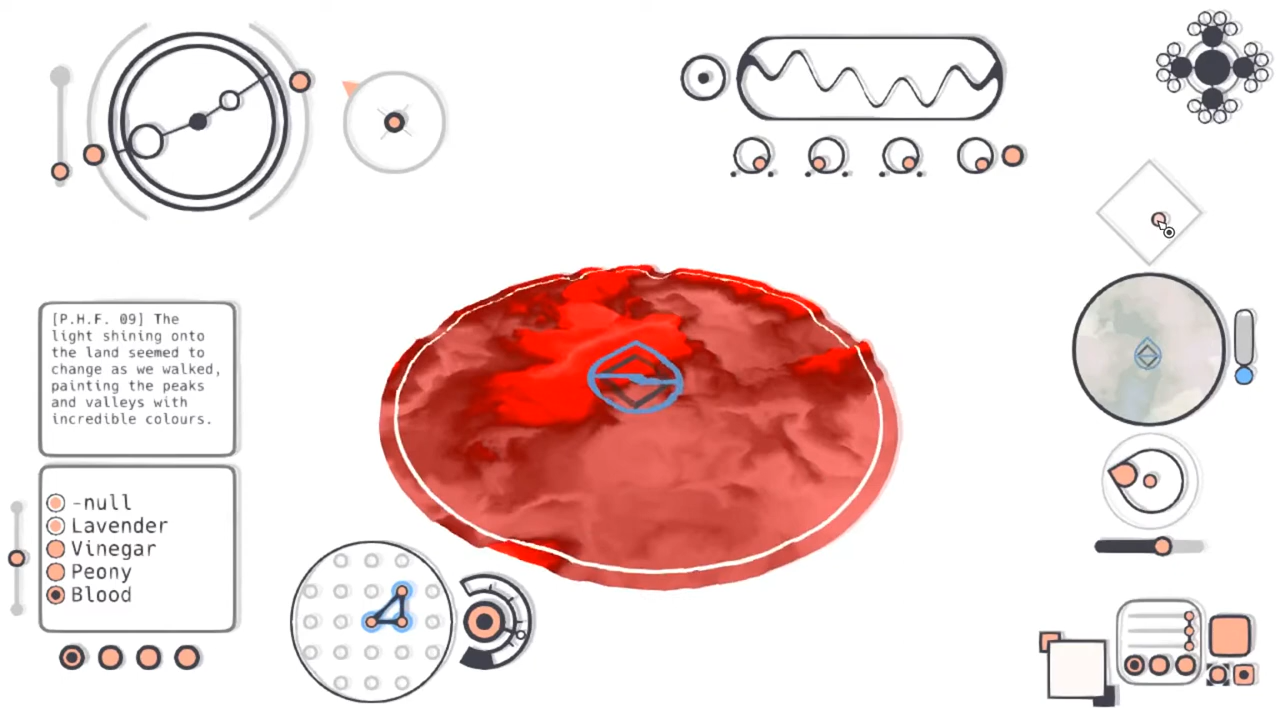 [P.H.F. 09] The
light shining onto
the land seemed to
change as we walked,
painting the peaks
and valleys with
incredible colours.
-null
Lavender
Vinegar
Peony
Blood